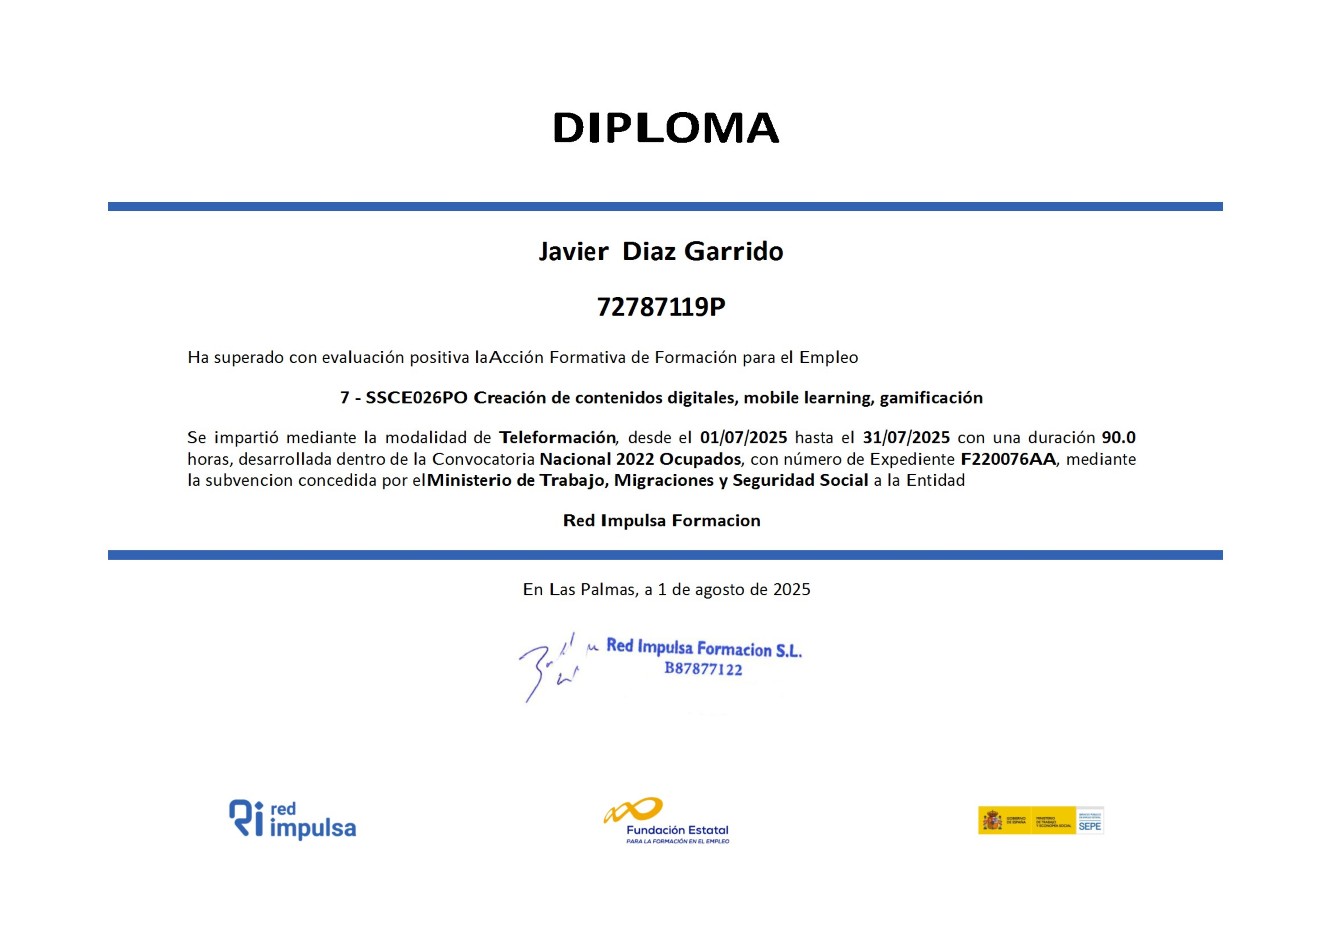 DIPLOMA
Javier Diaz Garrido
72787119P
Ha superado con evaluación positiva laAcción Formativa de Formación para el Empleo
7 - SSCE026PO Creación de contenidos digitales, mobile learning, gamificación
Se impartió mediante la modalidad de Teleformación, desde el 01/07/2025 hasta el 31/07/2025 con una duración 90.0
horas, desarrollada dentro de la Convocatoria Nacional 2022 Ocupados, con número de Expediente F220076AA, mediante
la subvencion concedida por elMinisterio de Trabajo, Migraciones y Seguridad Social a la Entidad
Red Impulsa Formacion
En Las Palmas, a 1 de agosto de 2025
Red Impulsa Formacion S.L.
B87877122
red
impulsa
Fundación Estatal
PARA LA FORMACIÓN EN EL EMPLEO
GOBIERNO
DE ESPAÑA
MINISTERIO
DE TRABAJO
Y ECONOMÍA SOCIAL
SEPE